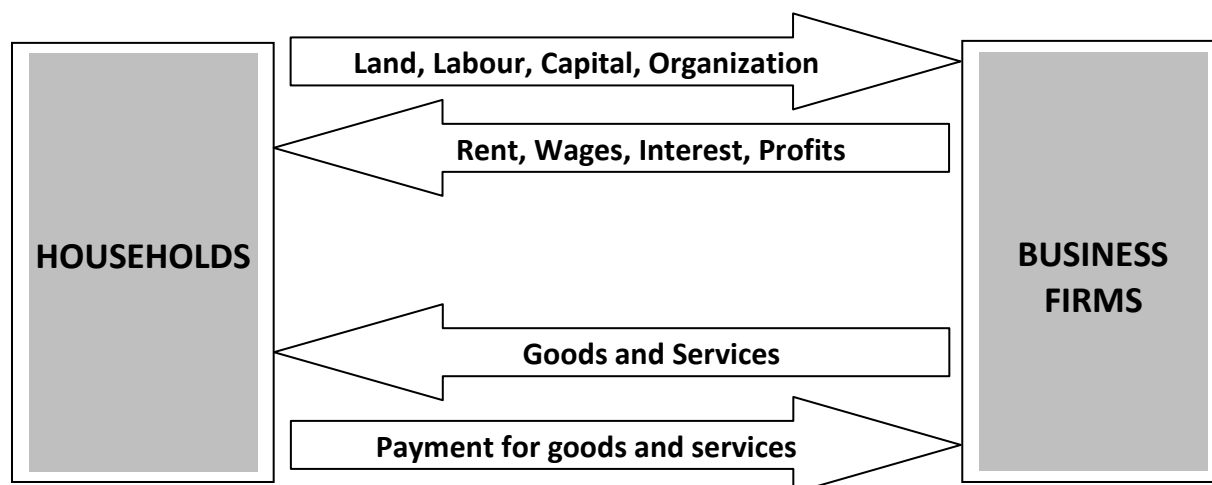 Land, Labour, Capital, Organization
Rent, Wages, Interest, Profits
HOUSEHOLDS
BUSINESS
FIRMS
Goods and Services
Payment for goods and services